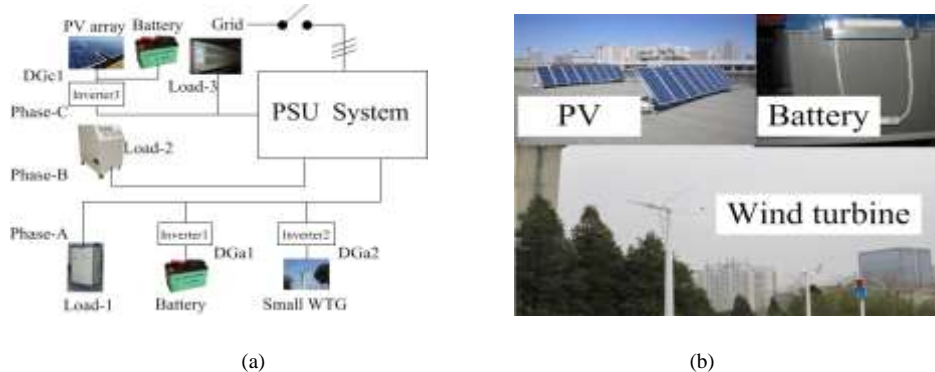 PV array Battery Grid
DGc1
Inverter3
Load-3
Phase-C
PSU System
Load-2
Phase-B
Phase-A
Inverter1
Inverter2
DGa1
DGa2
Load-1 Battery Small WTG
(a)
PV
Battery
Wind turbine
(b)